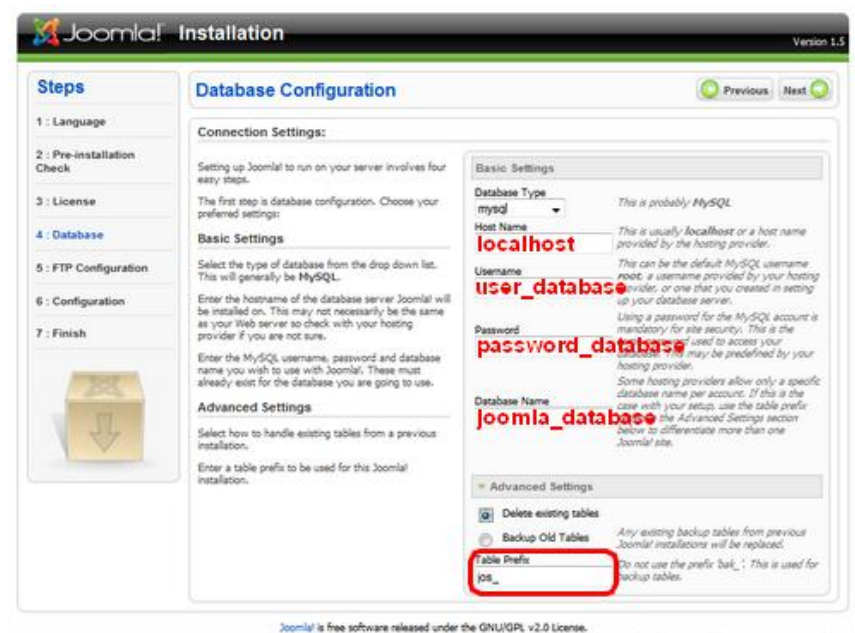 Joomla! Installation
Version 1.5
Steps
1 : Language
2 : Pre-installation
Check
3 : License
4 : Database
5 : FTP Configuration
6 : Configuration
7 : Finish
Database Configuration
Previous
Next
Connection Settings:
Setting up Joomla! to run on your server involves four
easy steps.
The first step is database configuration. Choose your
preferred settings:
Basic Settings
Select the type of database from the drop down list.
This will generally be MySQL.
Enter the hostname of the database server Joomla! will
be installed on. This may not necessarily be the same
as your Web server so check with your hosting
provider if you are not sure.
Enter the MySQL username, password and database
name you wish to use with Joomla!. These must
already exist for the database you are going to use.
Advanced Settings
Select how to handle existing tables from a previous
installation.
Enter a table prefix to be used for this Joomla!
installation.
Basic Settings
Database Type
mysql
This is probably MySQL
Host Name
localhost
This is usually localhost or a host name
provided by the hosting provider.
Username
user_database
This can be the default MySQL username
root, a username provided by your hosting
provider, or one that you created in setting
up your database server.
Password
password_database
Using a password for the MySQL account is
mandatory for site security. This is the
used to access your
database. This may be predefined by your
hosting provider.
Database Name
joomla_database
Some hosting providers allow only a specific
database name per account. If this is the
case with your setup, use the table prefix
the Advanced Settings section
below to differentiate more than one
Joomla! site.
Advanced Settings
Delete existing tables
Backup Old Tables
Any existing backup tables from previous
Joomla! installations will be replaced.
Table Prefix
jos_
Do not use the prefix 'bak_'. This is used for
backup tables.
Joomla! is free software released under the GNU/GPL v2.0 License.